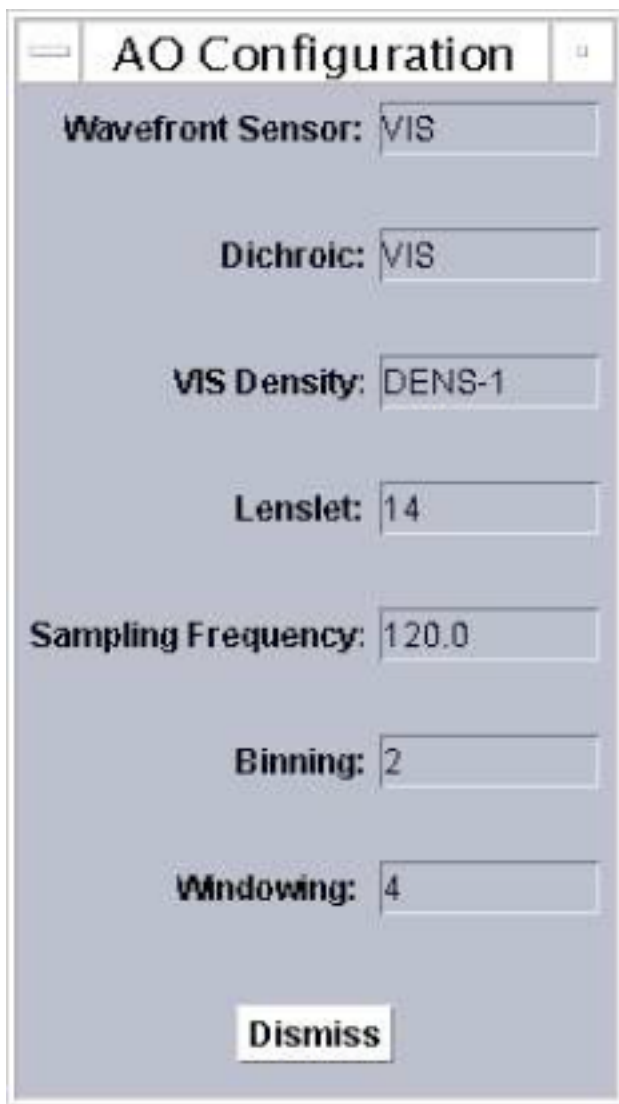 AO Configuration
Wavefront Sensor: VIS
Dichroic: VIS
VIS Density: DENS-1
Lenslet: 14
Sampling Frequency: 120.0
Binning: 2
Windowing: 4
Dismiss